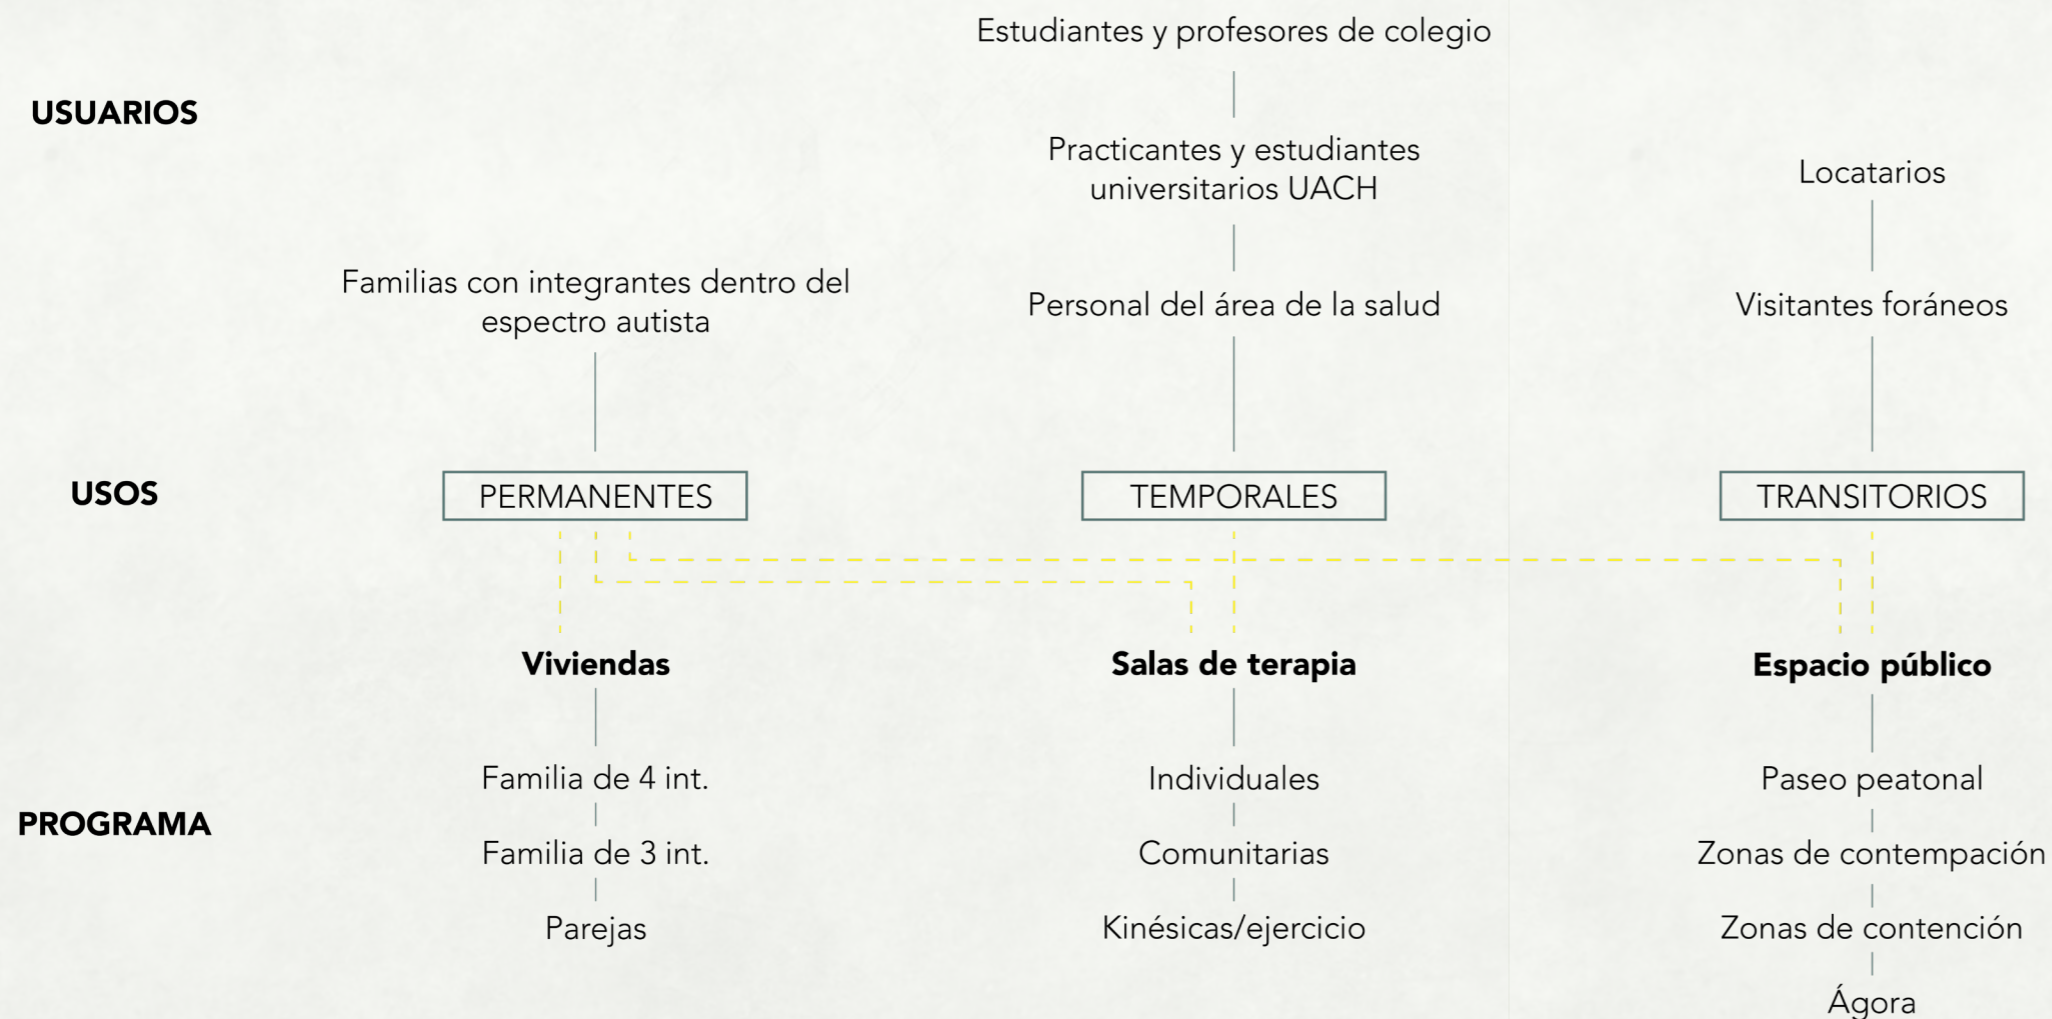 Estudiantes y profesores de colegio
USUARIOS
Practicantes y estudiantes
universitarios UACH
Locatarios
Familias con integrantes dentro del
espectro autista
Personal del área de la salud
Visitantes foráneos
USOS
PERMANENTES
TEMPORALES
TRANSITORIOS
Viviendas
Salas de terapia
Espacio público
PROGRAMA
Familia de 4 int.
Individuales
Paseo peatonal
Familia de 3 int.
Comunitarias
Zonas de contempación
Parejas
Kinésicas/ejercicio
Zonas de contención
Ágora